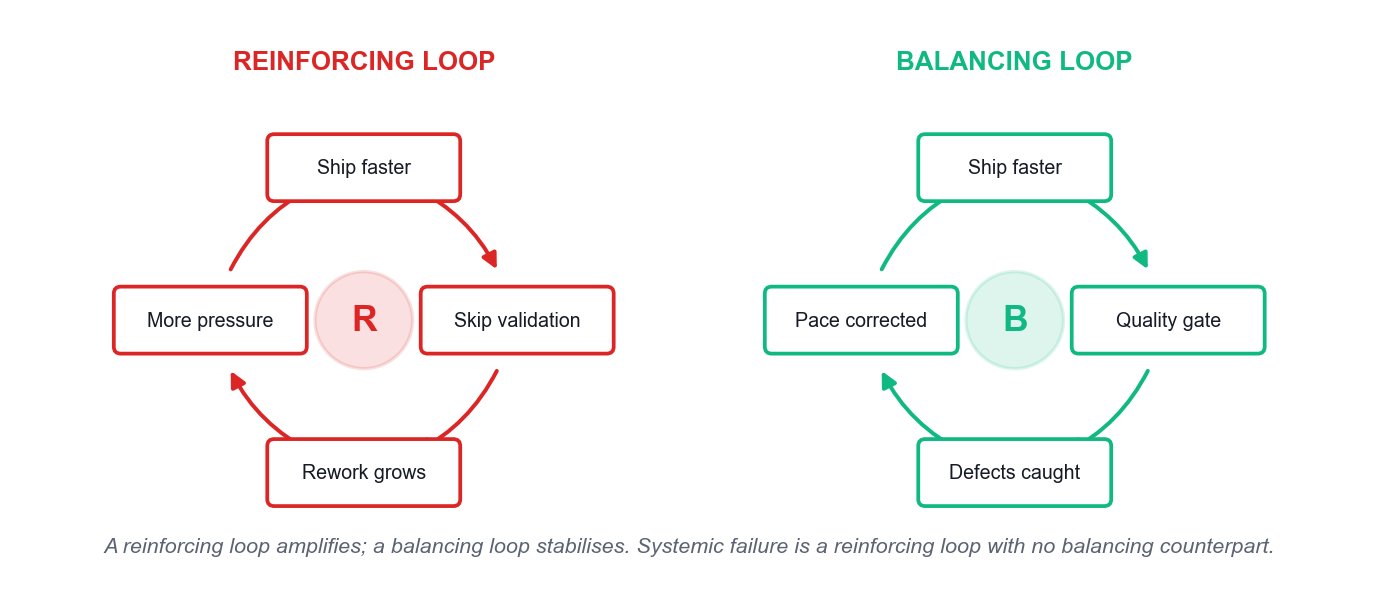 REINFORCING LOOP
Ship faster
More pressure
R
Skip validation
Rework grows
BALANCING LOOP
Ship faster
Pace corrected
B
Quality gate
Defects caught
A reinforcing loop amplifies; a balancing loop stabilises. Systemic failure is a reinforcing loop with no balancing counterpart.